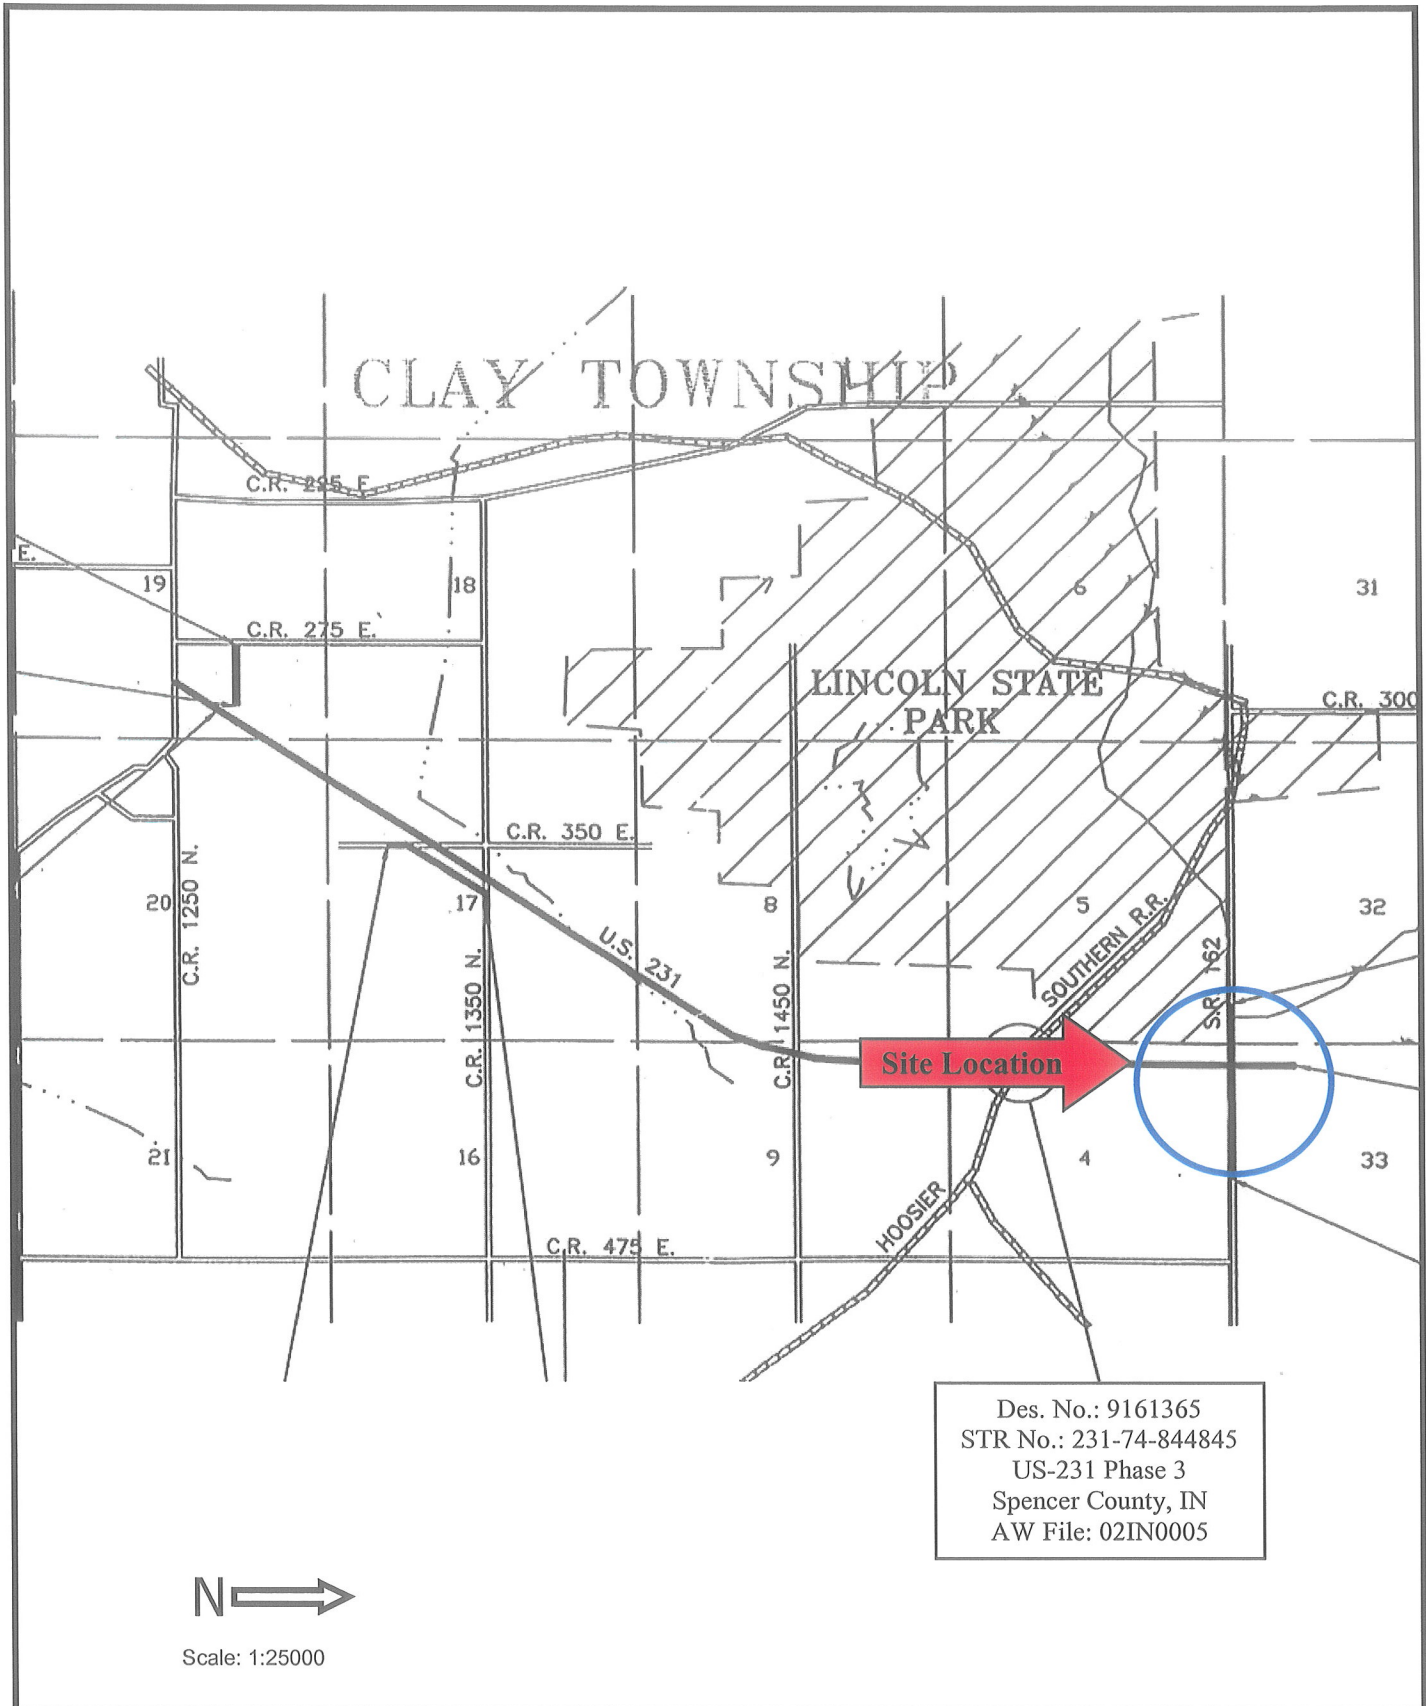 CLAY TOWNSHIP
C.R. 225 E
E.
19
18
6
31
C.R. 275 E.
LINCOLN STATE
PARK
C.R. 300
C.R. 350 E.
20
C.R. 1250 N.
17
8
5
32
U.S. 231
C.R. 1350 N.
C.R. 1450 N.
SOUTHERN R.R.
S.R. 162
Site Location
21
16
9
4
33
HOOSIER
C.R. 475 E.
Des. No.: 9161365
STR No.: 231-74-844845
US-231 Phase 3
Spencer County, IN
AW File: 02IN0005
N
Scale: 1:25000